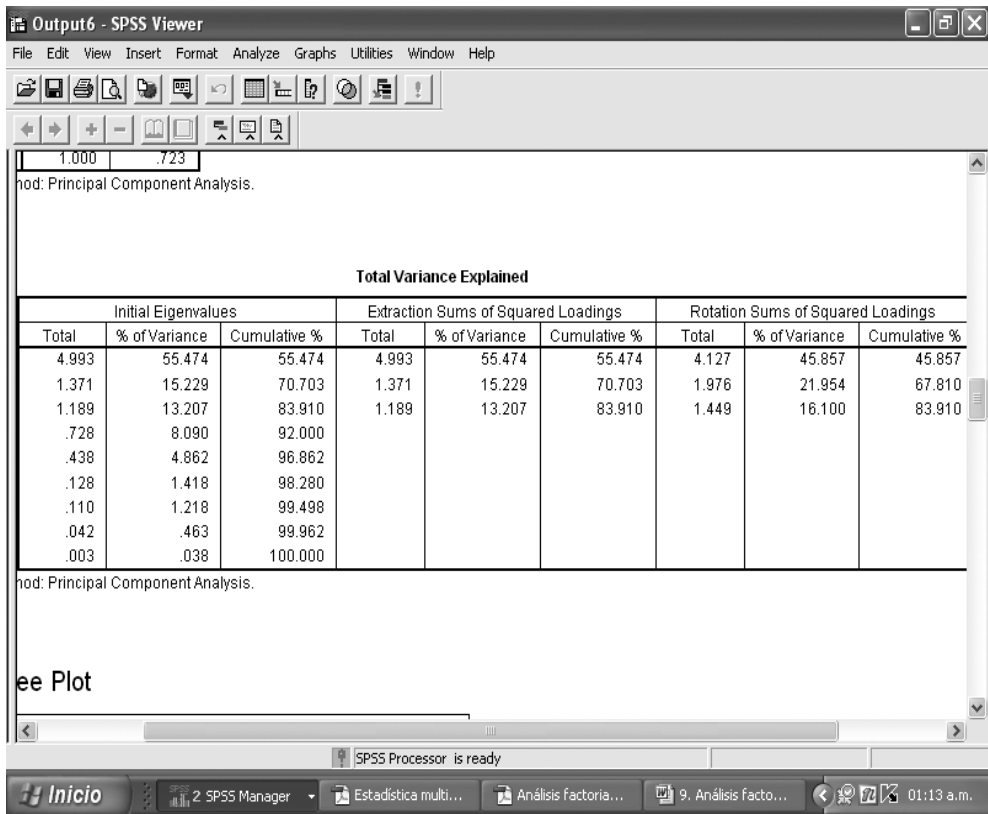 Output6 - SPSS Viewer
File Edit View Insert Format Analyze Graphs Utilities Window Help
1.000 .723
hod: Principal Component Analysis.
Total Variance Explained
Initial Eigenvalues Extraction Sums of Squared Loadings Rotation Sums of Squared Loadings
Total % of Variance Cumulative % Total % of Variance Cumulative % Total % of Variance Cumulative %
4.993 55.474 55.474 4.993 55.474 55.474 4.127 45.857 45.857
1.371 15.229 70.703 1.371 15.229 70.703 1.976 21.954 67.810
1.189 13.207 83.910 1.189 13.207 83.910 1.449 16.100 83.910
.728 8.090 92.000
.438 4.862 96.862
.128 1.418 98.280
.110 1.218 99.498
.042 .463 99.962
.003 .038 100.000
hod: Principal Component Analysis.
ee Plot
SPSS Processor is ready
Inicio 2 SPSS Manager Estadística multi... Análisis factoria... 9. Análisis facto... 01:13 a.m.